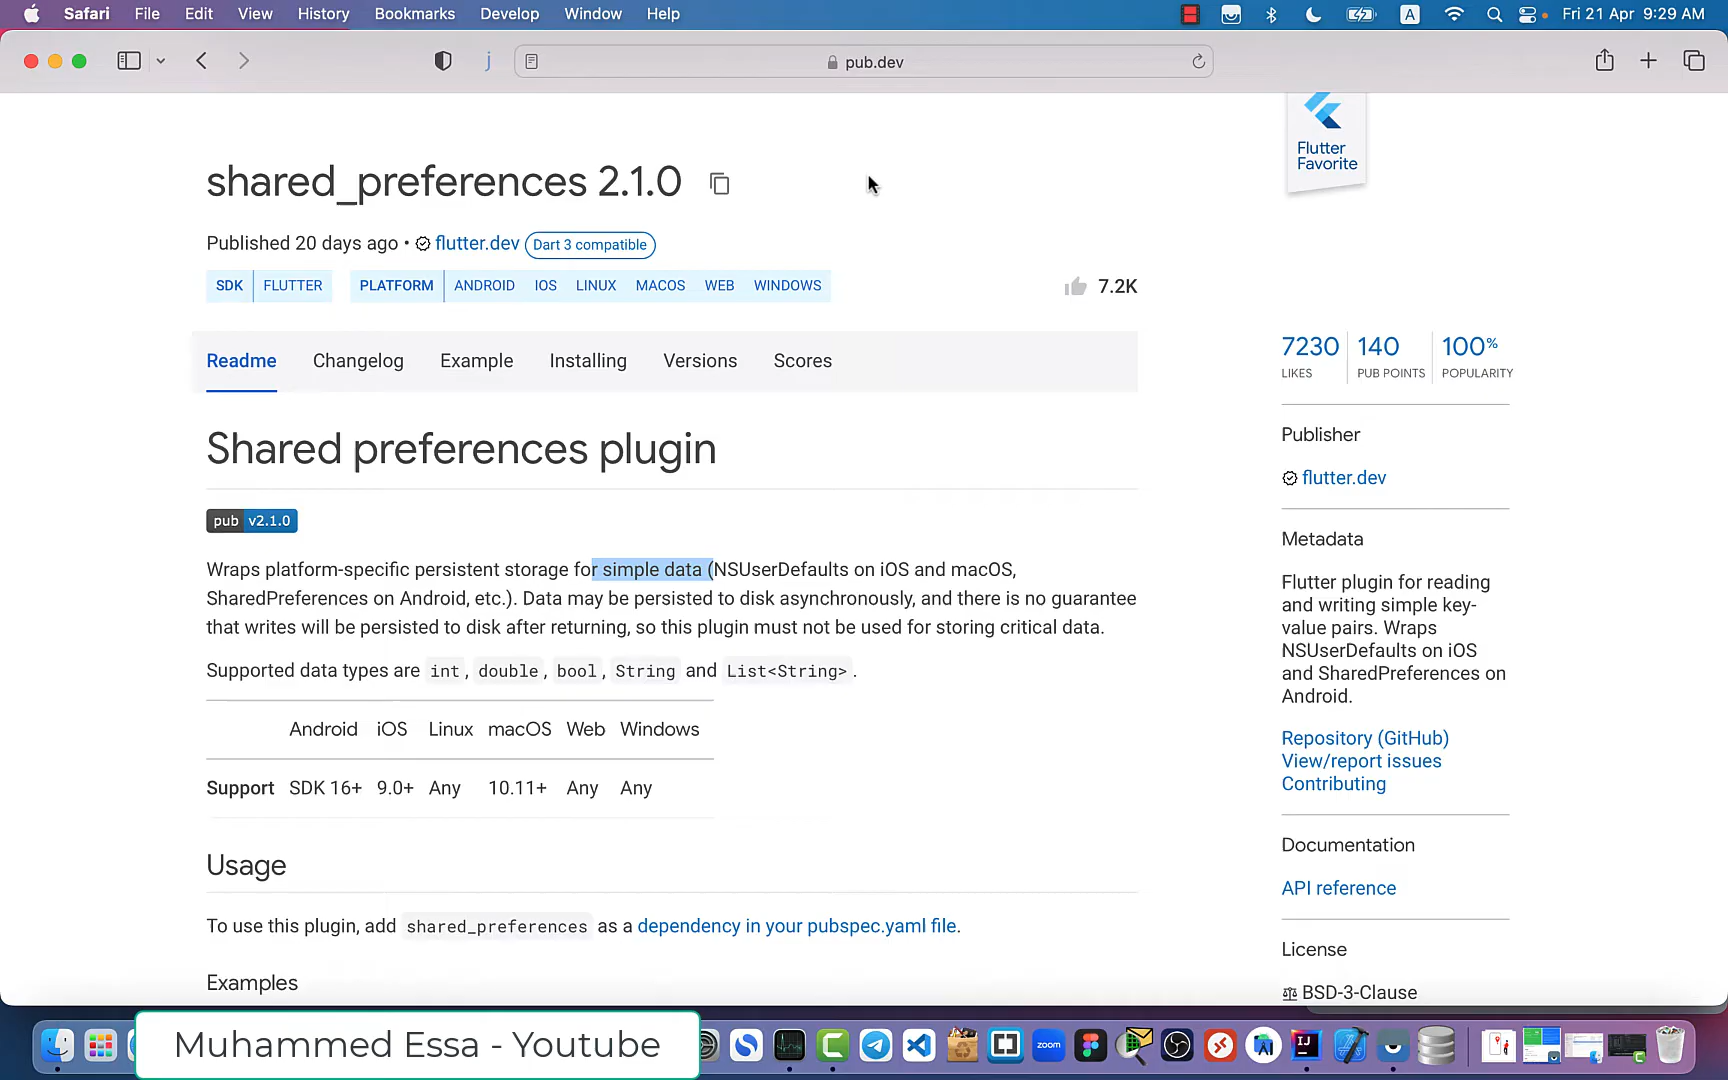 Safari File Edit View History Bookmarks Develop Window Help A Fri 21 Apr 9:29 AM
j pub.dev
Flutter
Favorite
shared_preferences 2.1.0
Published 20 days ago • flutter.dev Dart 3 compatible
SDK FLUTTER PLATFORM ANDROID IOS LINUX MACOS WEB WINDOWS 7.2K
Readme Changelog Example Installing Versions Scores
7230 140 100%
LIKES PUB POINTS POPULARITY
Shared preferences plugin
pub v2.1.0
Wraps platform-specific persistent storage for simple data (NSUserDefaults on iOS and macOS,
SharedPreferences on Android, etc.). Data may be persisted to disk asynchronously, and there is no guarantee
that writes will be persisted to disk after returning, so this plugin must not be used for storing critical data.
Supported data types are int, double, bool, String and List<String>.
Android iOS Linux macOS Web Windows
Support SDK 16+ 9.0+ Any 10.11+ Any Any
Usage
To use this plugin, add shared_preferences as a dependency in your pubspec.yaml file.
Examples
Publisher
flutter.dev
Metadata
Flutter plugin for reading
and writing simple key-
value pairs. Wraps
NSUserDefaults on iOS
and SharedPreferences on
Android.
Repository (GitHub)
View/report issues
Contributing
Documentation
API reference
License
BSD-3-Clause
Muhammed Essa - Youtube
zoom
IJ